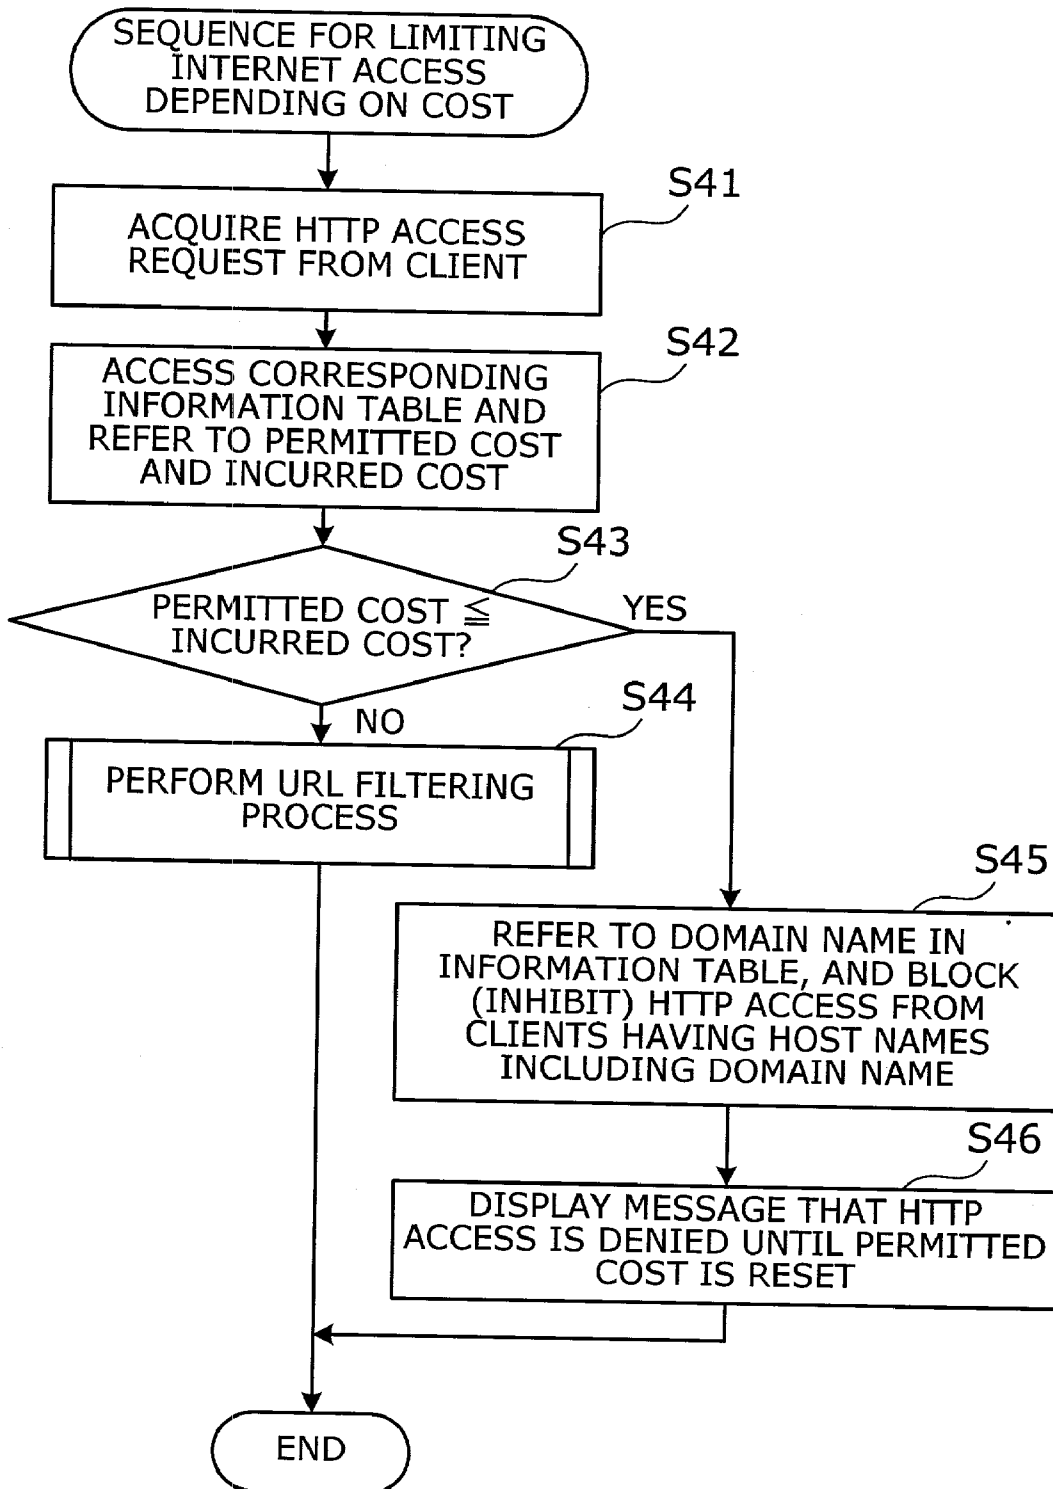 SEQUENCE FOR LIMITING
INTERNET ACCESS
DEPENDING ON COST
S41
ACQUIRE HTTP ACCESS
REQUEST FROM CLIENT
S42
ACCESS CORRESPONDING
INFORMATION TABLE AND
REFER TO PERMITTED COST
AND INCURRED COST
S43
PERMITTED COST ≦
INCURRED COST?
YES
NO
S44
PERFORM URL FILTERING
PROCESS
S45
REFER TO DOMAIN NAME IN
INFORMATION TABLE, AND BLOCK
(INHIBIT) HTTP ACCESS FROM
CLIENTS HAVING HOST NAMES
INCLUDING DOMAIN NAME
S46
DISPLAY MESSAGE THAT HTTP
ACCESS IS DENIED UNTIL PERMITTED
COST IS RESET
END